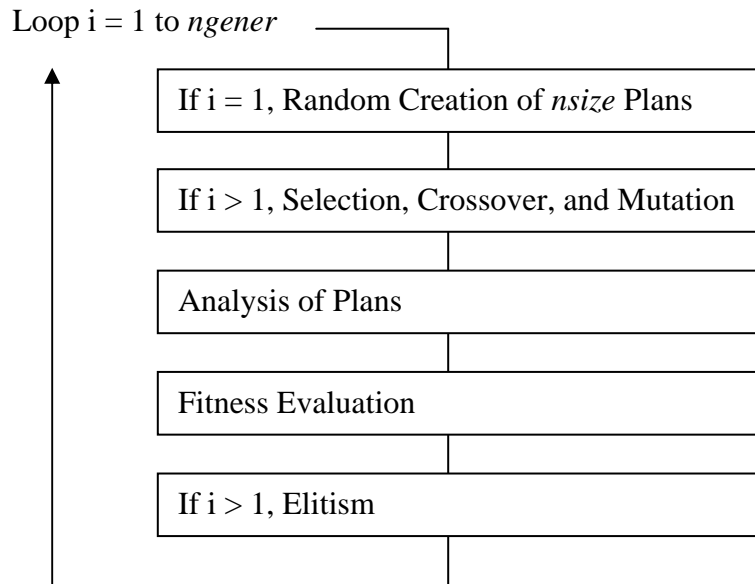 Loop i = 1 to ngener
If i = 1, Random Creation of nsize Plans
If i > 1, Selection, Crossover, and Mutation
Analysis of Plans
Fitness Evaluation
If i > 1, Elitism